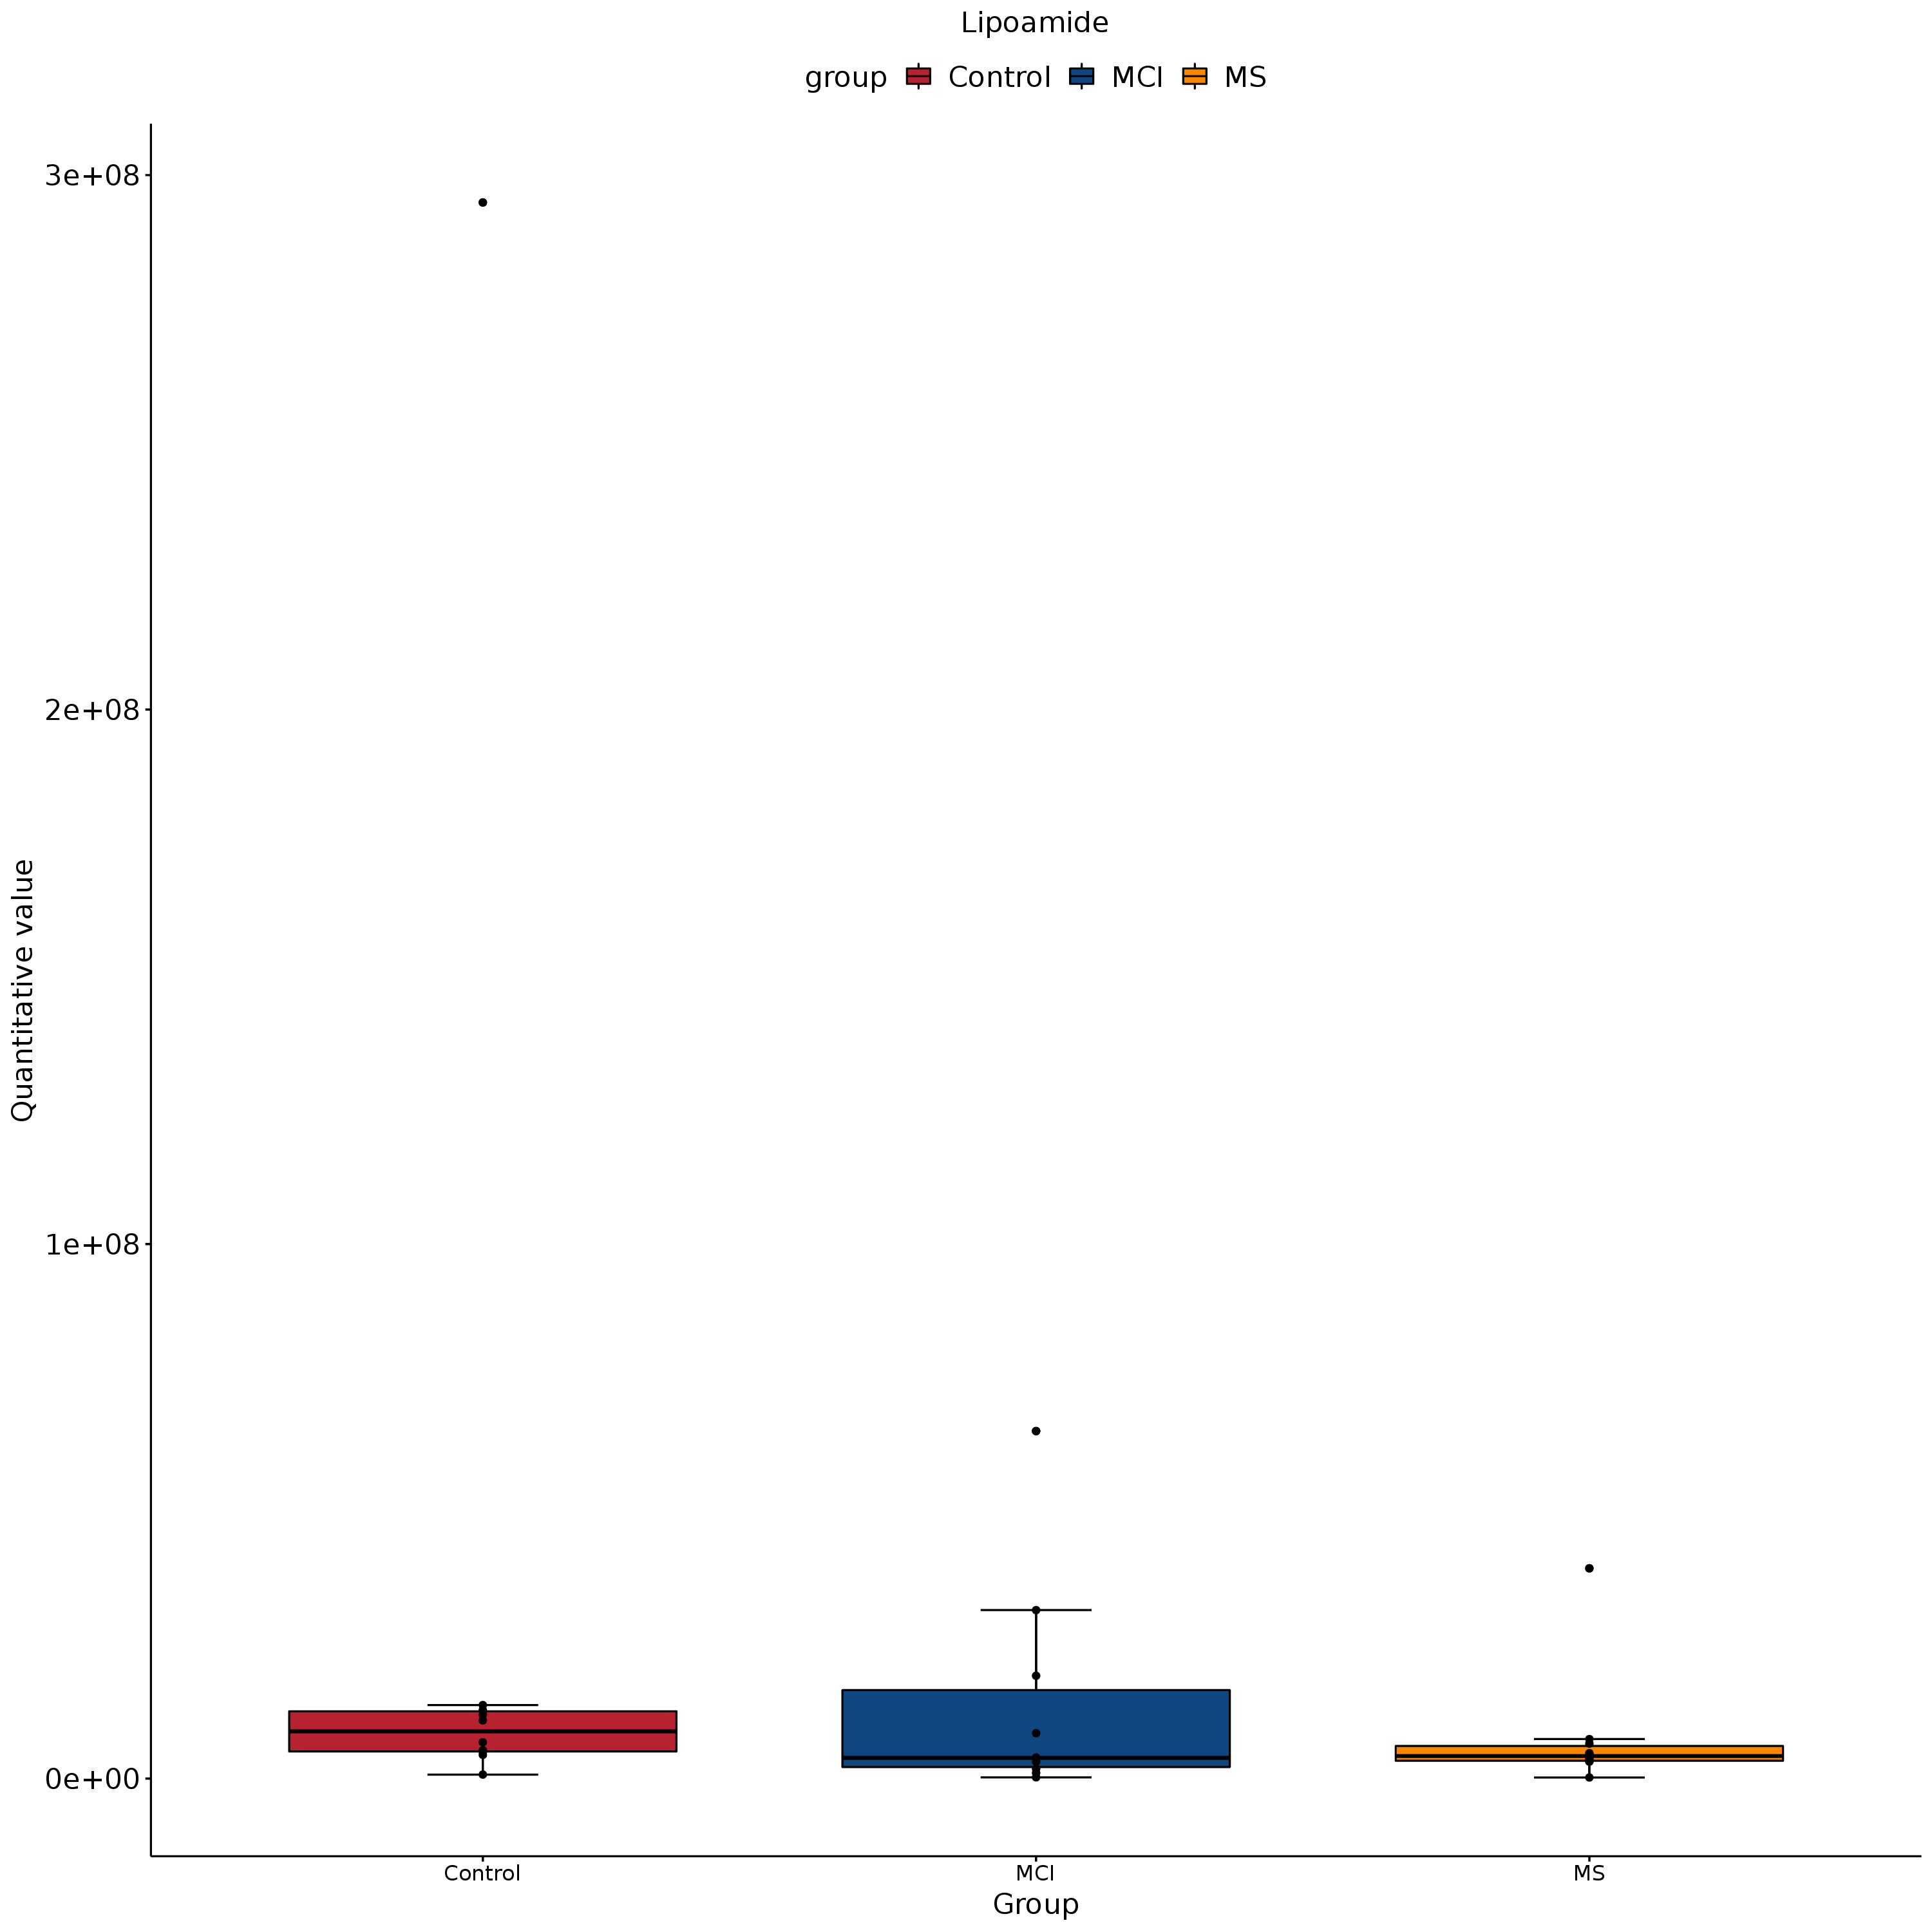 Lipoamide
group Control MCI MS
3e+08
2e+08
1e+08
0e+00
Quantitative value
Control MCI MS
Group